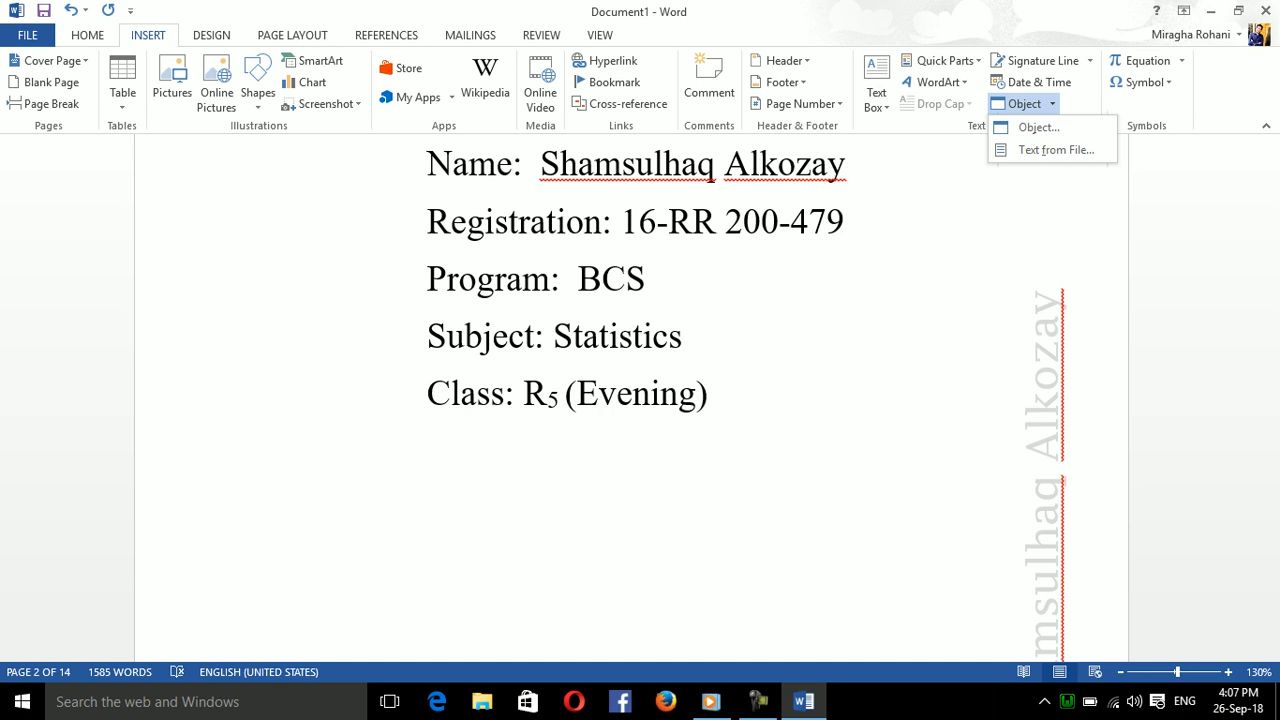 Document1 - Word
?
FILE HOME INSERT DESIGN PAGE LAYOUT REFERENCES MAILINGS REVIEW VIEW Miragha Rohani
Cover Page
Blank Page
Page Break
Pages
Table
Tables
Pictures
Online Pictures
Shapes
SmartArt
Chart
Screenshot
Illustrations
Store
My Apps
W
Wikipedia
Apps
Online Video
Media
Hyperlink
Bookmark
Cross-reference
Links
Comment
Comments
Header
Footer
Page Number
Header & Footer
Text Box
Quick Parts
WordArt
Drop Cap
Signature Line
Date & Time
Object
Text
Equation
Symbol
Symbols
Object...
Text from File...
Name: Shamsulhaq Alkozay
Registration: 16-RR 200-479
Program: BCS
Subject: Statistics
Class: R5 (Evening)
msulhaq Alkozay
PAGE 2 OF 14 1585 WORDS ENGLISH (UNITED STATES) 130%
Search the web and Windows
ENG
4:07 PM
26-Sep-18